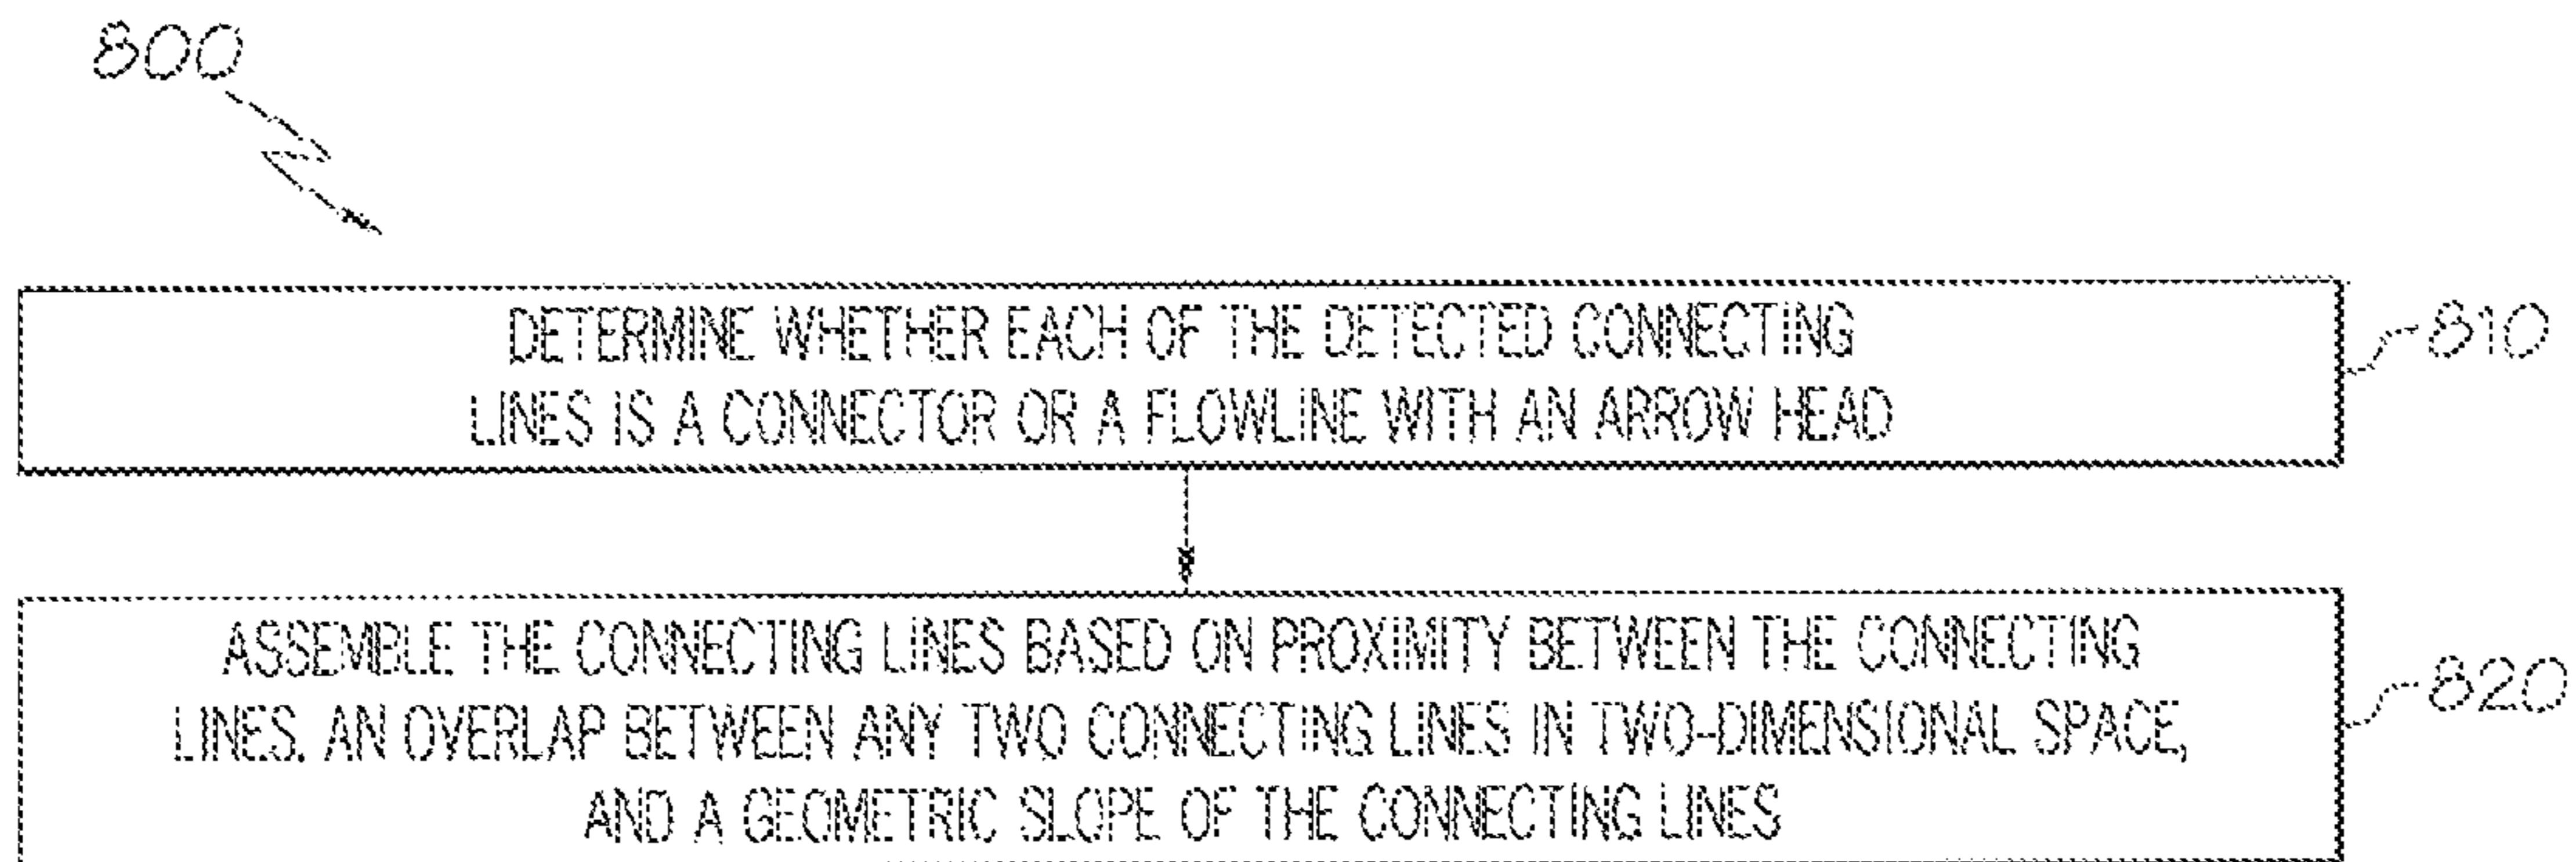 800
DETERMINE WHETHER EACH OF THE DETECTED CONNECTING
LINES IS A CONNECTOR OR A FLOWLINE WITH AN ARROW HEAD
810
ASSEMBLE THE CONNECTING LINES BASED ON PROXIMITY BETWEEN THE CONNECTING
LINES. AN OVERLAP BETWEEN ANY TWO CONNECTING LINES IN TWO-DIMENSIONAL SPACE,
AND A GEOMETRIC SLOPE OF THE CONNECTING LINES
820